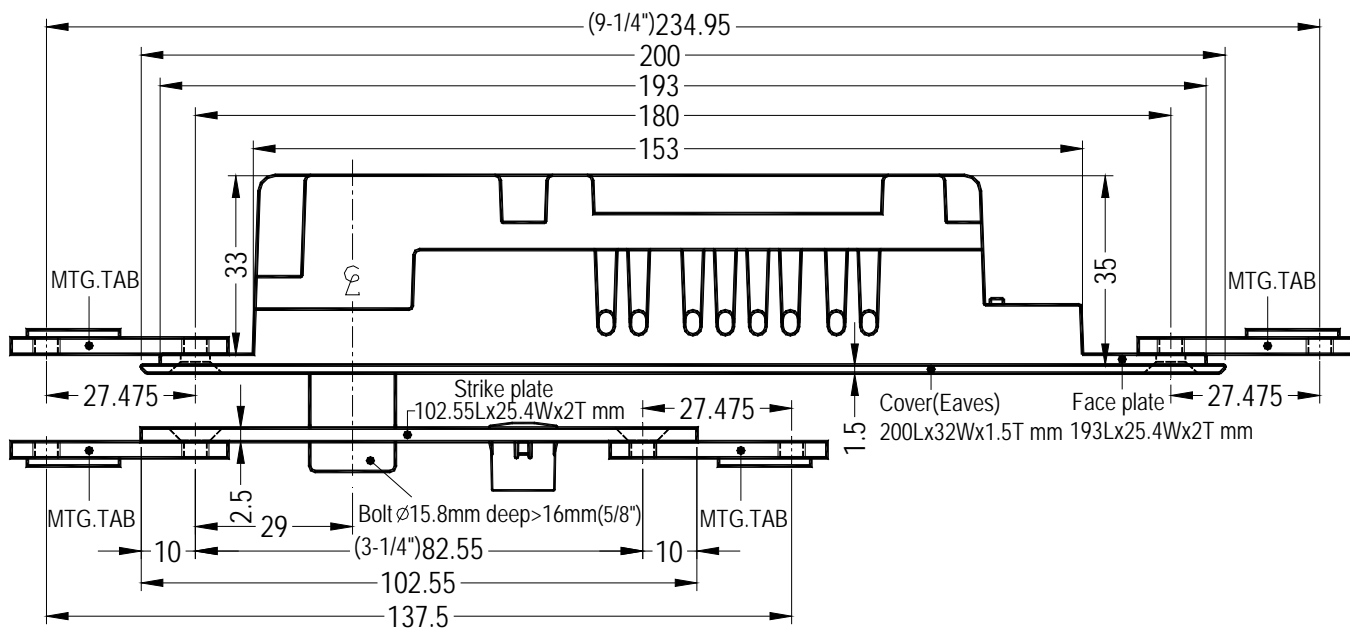 (9-1/4")234.95
200
193
180
153
33
35
℄
MTG.TAB
MTG.TAB
27.475
Strike plate
102.55Lx25.4Wx2T mm
27.475
1.5
Cover(Eaves)
200Lx32Wx1.5T mm
Face plate
193Lx25.4Wx2T mm
27.475
2.5
MTG.TAB
Bolt⌀15.8mm deep>16mm(5/8")
MTG.TAB
29
10
(3-1/4")82.55
10
102.55
137.5